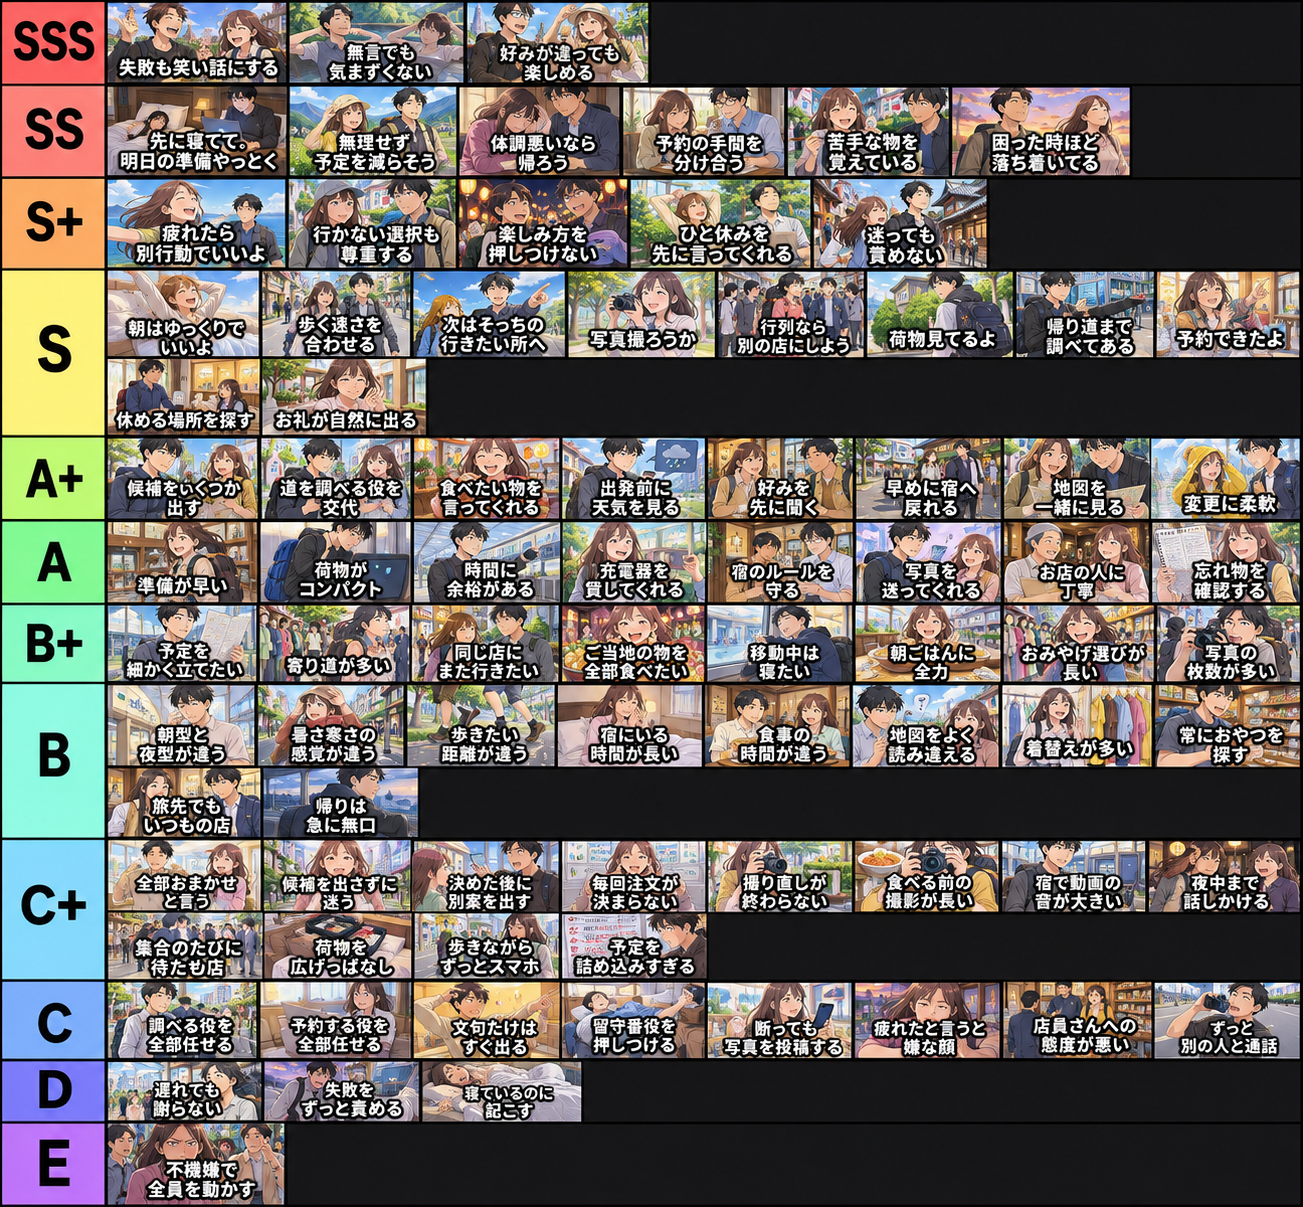 SSS
失敗も笑い話にする
無言でも
気まずくない
好みが違っても
楽しめる
SS
先に寝てて。
明日の準備やっとく
無理せず
予定を減らそう
体調悪いなら
帰ろう
予約の手間を
分け合う
苦手な物を
覚えている
困った時ほど
落ち着いてる
S+
疲れたら
別行動でいいよ
行かない選択も
尊重する
楽しみ方を
押しつけない
ひと休みを
先に言ってくれる
迷っても
責めない
S
朝はゆっくりで
いいよ
歩く速さを
合わせる
次はそっちの
行きたい所へ
写真撮ろうか
行列なら
別の店にしよう
荷物見てるよ
帰り道まで
調べてある
予約できたよ
休める場所を探す
お礼が自然に出る
A+
候補をいくつか
出す
道を調べる役を
交代
食べたい物を
言ってくれる
出発前に
天気を見る
好みを
先に聞く
早めに宿へ
戻れる
地図を
一緒に見る
変更に柔軟
A
準備が早い
荷物が
コンパクト
時間に
余裕がある
充電器を
貸してくれる
宿のルールを
守る
写真を
送ってくれる
お店の人に
丁寧
忘れ物を
確認する
B+
予定を
細かく立てたい
寄り道が多い
同じ店に
また行きたい
ご当地の物を
全部食べたい
移動中は
寝たい
朝ごはんに
全力
おみやげ選びが
長い
写真の
枚数が多い
B
朝型と
夜型が違う
暑さ寒さの
感覚が違う
歩きたい
距離が違う
宿にいる
時間が長い
食事の
時間が違う
地図をよく
読み違える
着替えが多い
常におやつを
探す
旅先でも
いつもの店
帰りは
急に無口
C+
全部おまかせ
と言う
候補を出さずに
迷う
決めた後に
別案を出す
毎回注文が
決まらない
撮り直しが
終わらない
食べる前の
撮影が長い
宿で動画の
音が大きい
夜中まで
話しかける
集合のたびに
待たも店
荷物を
広げっぱなし
歩きながら
ずっとスマホ
予定を
詰め込みすぎる
C
調べる役を
全部任せる
予約する役を
全部任せる
文句だけは
すぐ出る
留守番役を
押しつける
断っても
写真を投稿する
疲れたと言うと
嫌な顔
店員さんへの
態度が悪い
ずっと
別の人と通話
D
遅れても
謝らない
失敗を
ずっと責める
寝ているのに
起こす
E
不機嫌で
全員を動かす